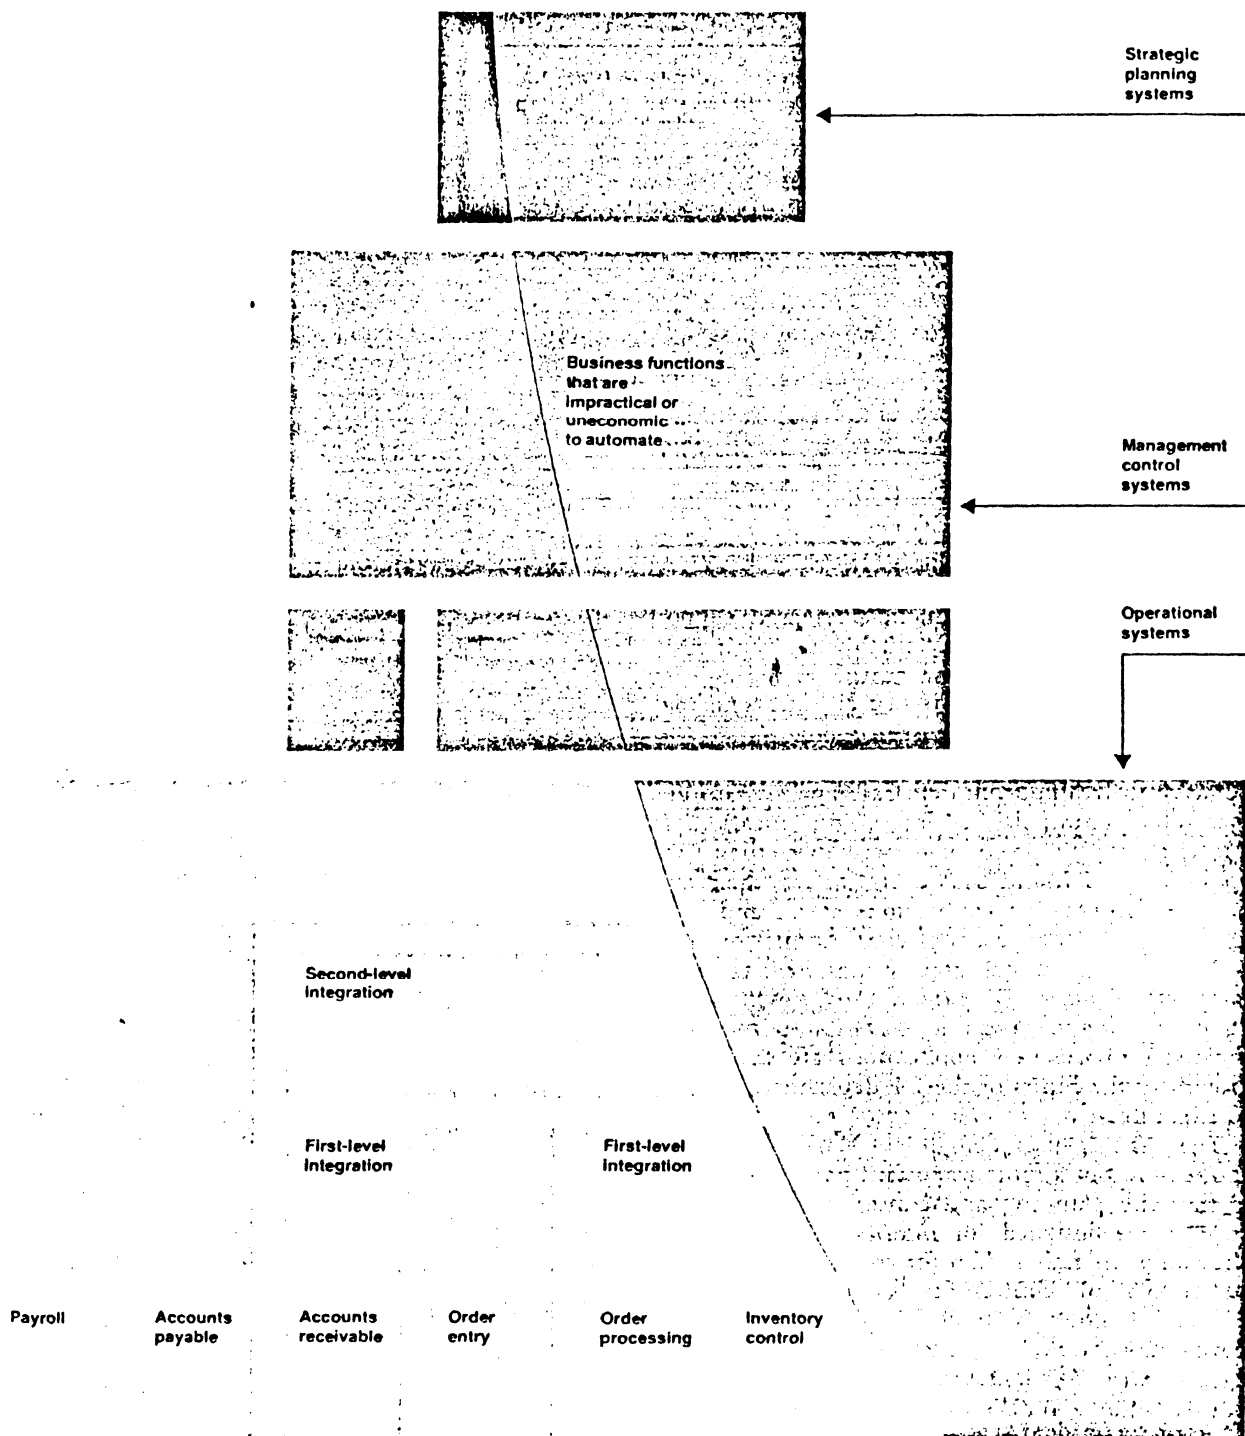 Strategic
planning
systems
Business functions
that are
impractical or
uneconomic
to automate
Management
control
systems
Operational
systems
Second-level
integration
First-level
integration
First-level
integration
Payroll
Accounts
payable
Accounts
receivable
Order
entry
Order
processing
Inventory
control